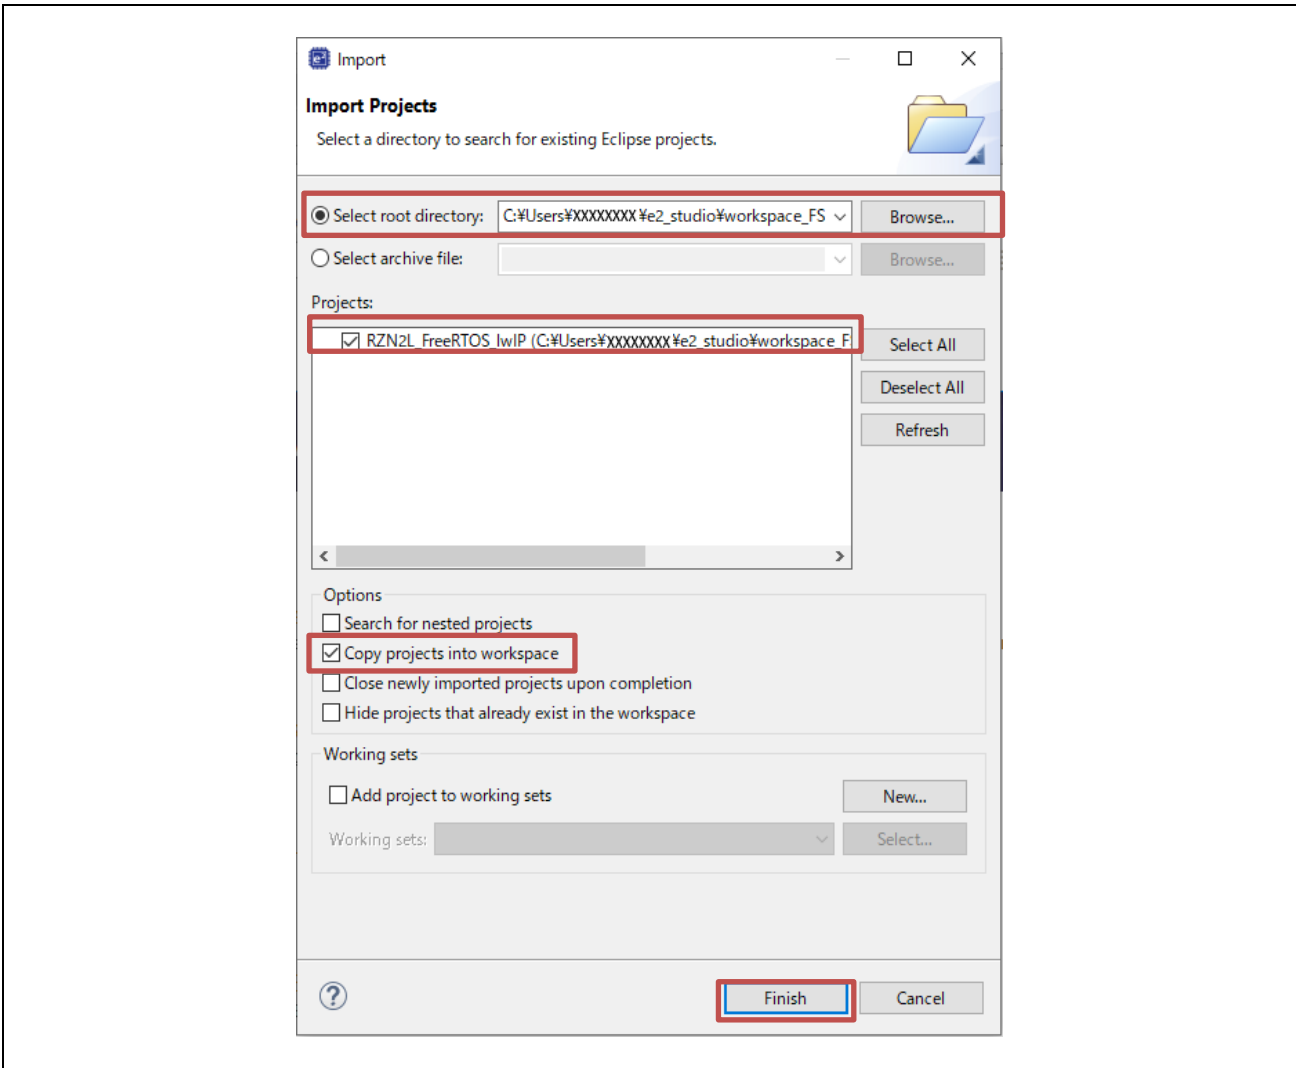 Import
Import Projects
Select a directory to search for existing Eclipse projects.
Select root directory: C:¥Users¥XXXXXXXX¥e2_studio¥workspace_FS Browse...
Select archive file: Browse...
Projects:
RZN2L_FreeRTOS_lwIP (C:¥Users¥XXXXXXXX¥e2_studio¥workspace_F
Select All
Deselect All
Refresh
Options
Search for nested projects
Copy projects into workspace
Close newly imported projects upon completion
Hide projects that already exist in the workspace
Working sets
Add project to working sets New...
Working sets: Select...
? Finish Cancel